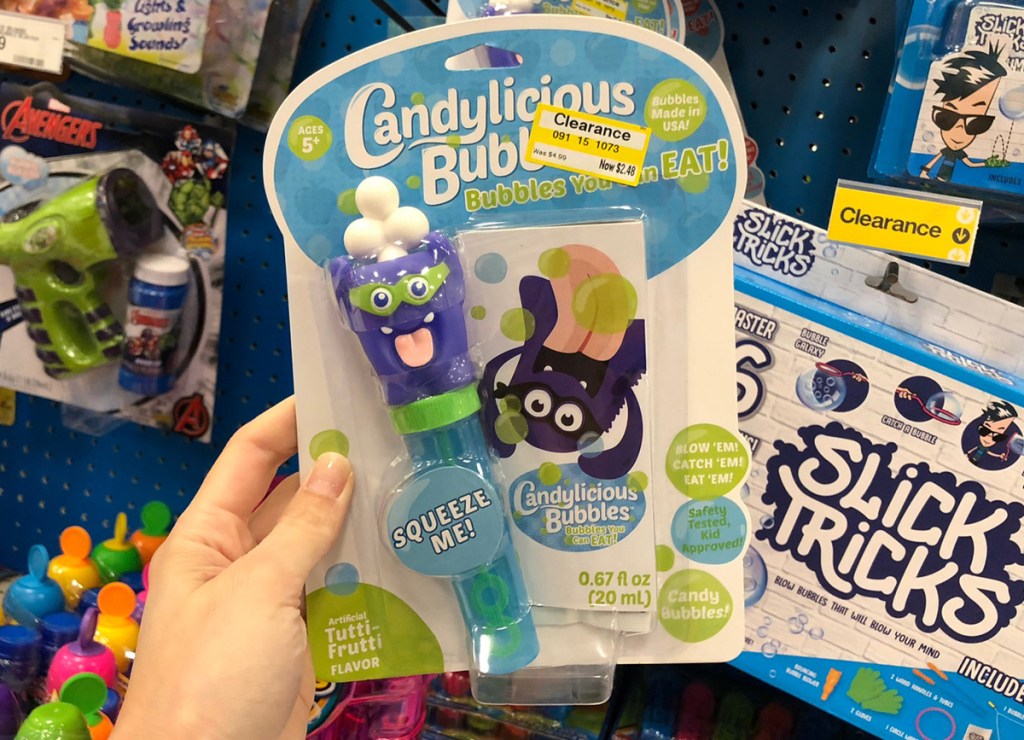 Lights &
Growling
Sounds!
AVENGERS
Candylicious
Bubbles You Can EAT!
AGES
5+
Bubbles
Made in
USA!
Clearance
091 15 1073
Was $4.99
Now $2.48
SQUEEZE
ME!
Candylicious
Bubbles
Bubbles You
Can EAT!
0.67 fl oz
(20 mL)
BLOW 'EM!
CATCH 'EM!
EAT 'EM!
Safety
Tested,
Kid
Approved!
Candy
Bubbles!
Artificial
Tutti-
Frutti
FLAVOR
Clearance
SLICK
TRICKS
BUBBLE
GALAXY
CATCH A BUBBLE
SLICK
TRICKS
BLOW BUBBLES THAT WILL BLOW YOUR MIND
2 GLOVES